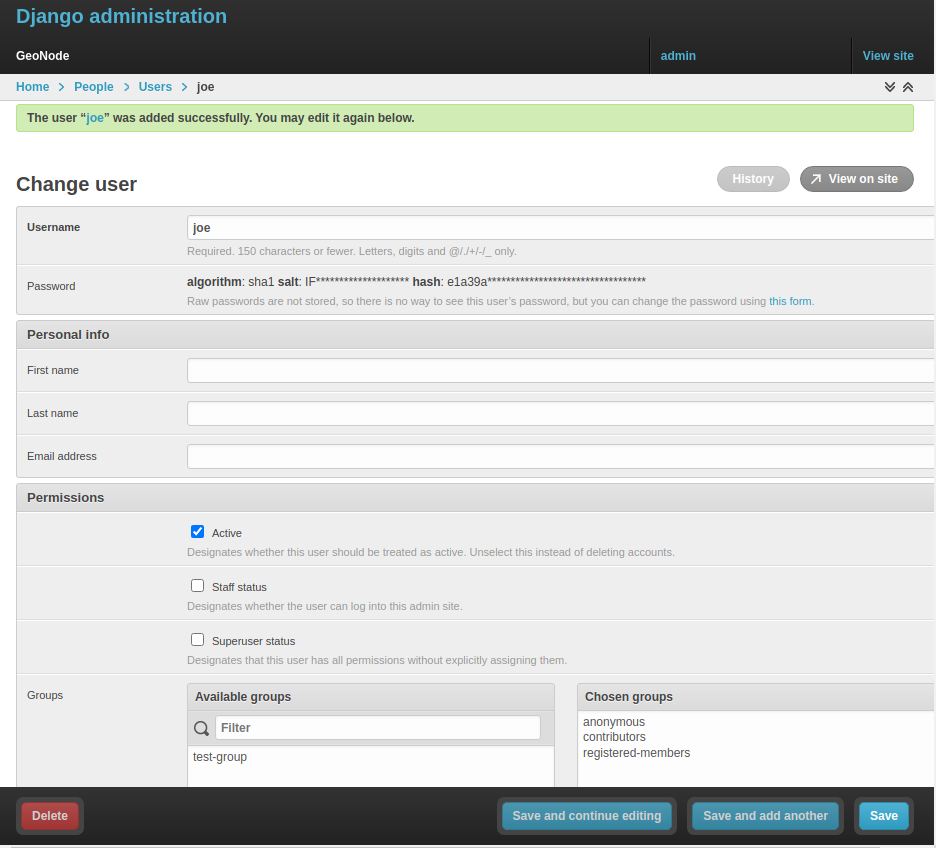 Django administration
GeoNode
admin
View site
Home > People > Users > joe
The user “joe” was added successfully. You may edit it again below.
Change user
History
View on site
Username
joe
Required. 150 characters or fewer. Letters, digits and @/./+/-/_ only.
Password
algorithm: sha1 salt: IF******************** hash: e1a39a**********************************
Raw passwords are not stored, so there is no way to see this user’s password, but you can change the password using this form.
Personal info
First name
Last name
Email address
Permissions
Active
Designates whether this user should be treated as active. Unselect this instead of deleting accounts.
Staff status
Designates whether the user can log into this admin site.
Superuser status
Designates that this user has all permissions without explicitly assigning them.
Groups
Available groups
Filter
test-group
Chosen groups
anonymous
contributors
registered-members
Delete
Save and continue editing
Save and add another
Save